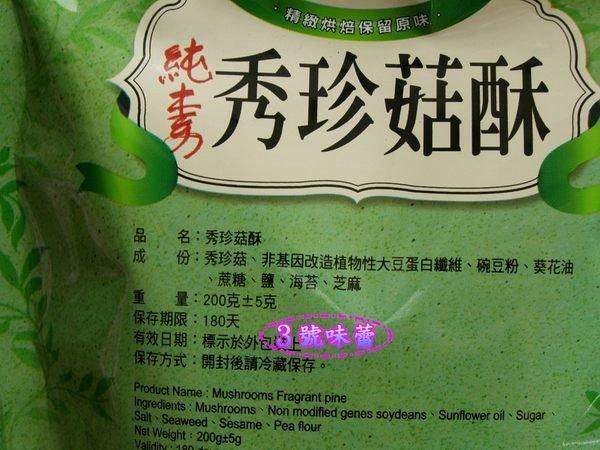 精緻烘焙保留原味
純素
秀珍菇酥
品 名：秀珍菇酥
成 份：秀珍菇、非基因改造植物性大豆蛋白纖維、碗豆粉、葵花油
、蔗糖、鹽、海苔、芝麻
重 量：200克±5克
保存期限：180天
有效日期：標示於外包裝上
3號味蕾
保存方式：開封後請冷藏保存。
Product Name : Mushrooms Fragrant pine
Ingredients : Mushrooms、Non modified genes soydeans、Sunflower oil、Sugar、
Salt、Seaweed、Sesame、Pea flour
Net Weight : 200g±5g
Validity : 180